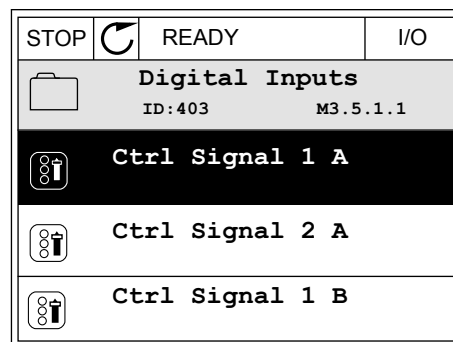 STOP READY I/O
Digital Inputs
ID:403 M3.5.1.1
Ctrl Signal 1 A
Ctrl Signal 2 A
Ctrl Signal 1 B